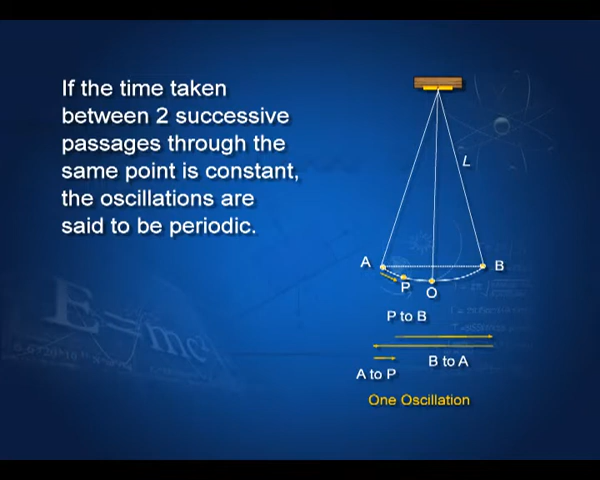 If the time taken
between 2 successive
passages through the
same point is constant,
the oscillations are
said to be periodic.
L
A
B
P
O
P to B
B to A
A to P
One Oscillation
E=mc